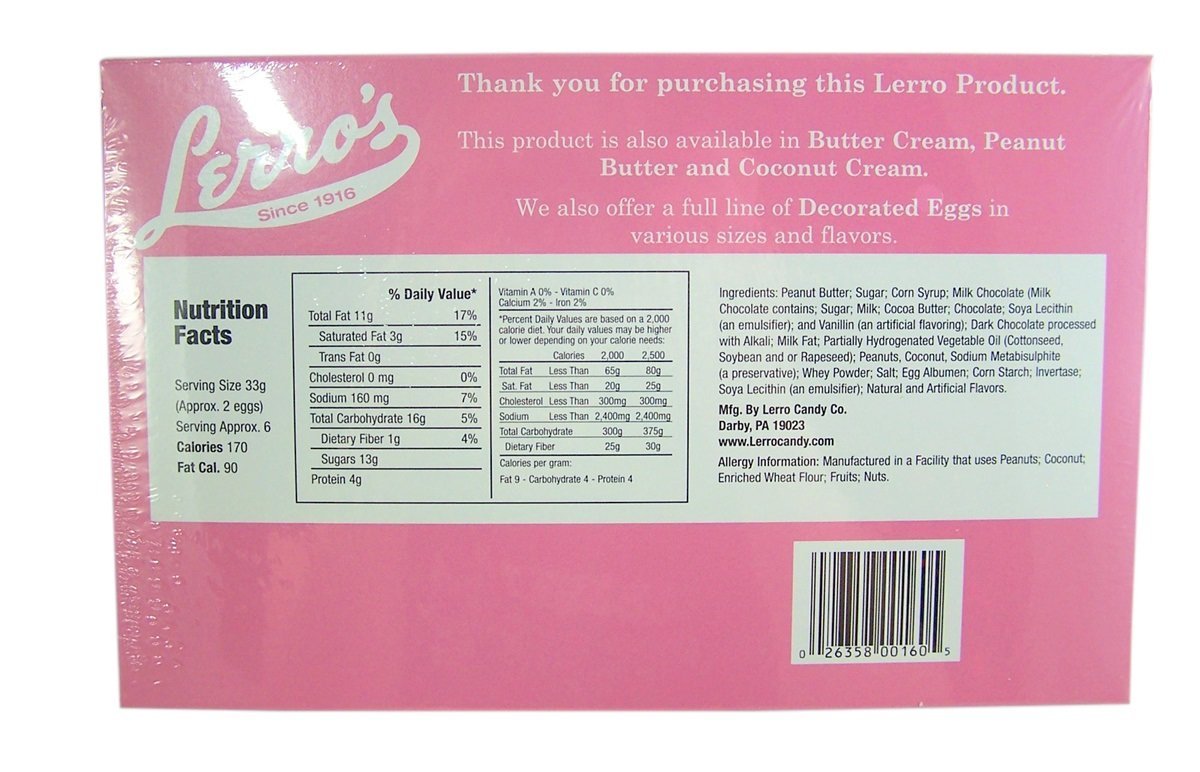 Lerro's
Since 1916
Thank you for purchasing this Lerro Product.
This product is also available in Butter Cream, Peanut
Butter and Coconut Cream.
We also offer a full line of Decorated Eggs in
various sizes and flavors.
Nutrition
Facts
Serving Size 33g
(Approx. 2 eggs)
Serving Approx. 6
Calories 170
Fat Cal. 90
% Daily Value*
Total Fat 11g 17%
Saturated Fat 3g 15%
Trans Fat 0g
Cholesterol 0 mg 0%
Sodium 160 mg 7%
Total Carbohydrate 16g 5%
Dietary Fiber 1g 4%
Sugars 13g
Protein 4g
Vitamin A 0% - Vitamin C 0%
Calcium 2% - Iron 2%
*Percent Daily Values are based on a 2,000
calorie diet. Your daily values may be higher
or lower depending on your calorie needs:
Calories 2,000 2,500
Total Fat Less Than 65g 80g
Sat. Fat Less Than 20g 25g
Cholesterol Less Than 300mg 300mg
Sodium Less Than 2,400mg 2,400mg
Total Carbohydrate 300g 375g
Dietary Fiber 25g 30g
Calories per gram:
Fat 9 - Carbohydrate 4 - Protein 4
Ingredients: Peanut Butter; Sugar; Corn Syrup; Milk Chocolate (Milk
Chocolate contains; Sugar; Milk; Cocoa Butter; Chocolate; Soya Lecithin
(an emulsifier); and Vanillin (an artificial flavoring); Dark Chocolate processed
with Alkali; Milk Fat; Partially Hydrogenated Vegetable Oil (Cottonseed,
Soybean and or Rapeseed); Peanuts, Coconut, Sodium Metabisulphite
(a preservative); Whey Powder; Salt; Egg Albumen; Corn Starch; Invertase;
Soya Lecithin (an emulsifier); Natural and Artificial Flavors.
Mfg. By Lerro Candy Co.
Darby, PA 19023
www.Lerrocandy.com
Allergy Information: Manufactured in a Facility that uses Peanuts; Coconut;
Enriched Wheat Flour; Fruits; Nuts.
0 26358 00160 5